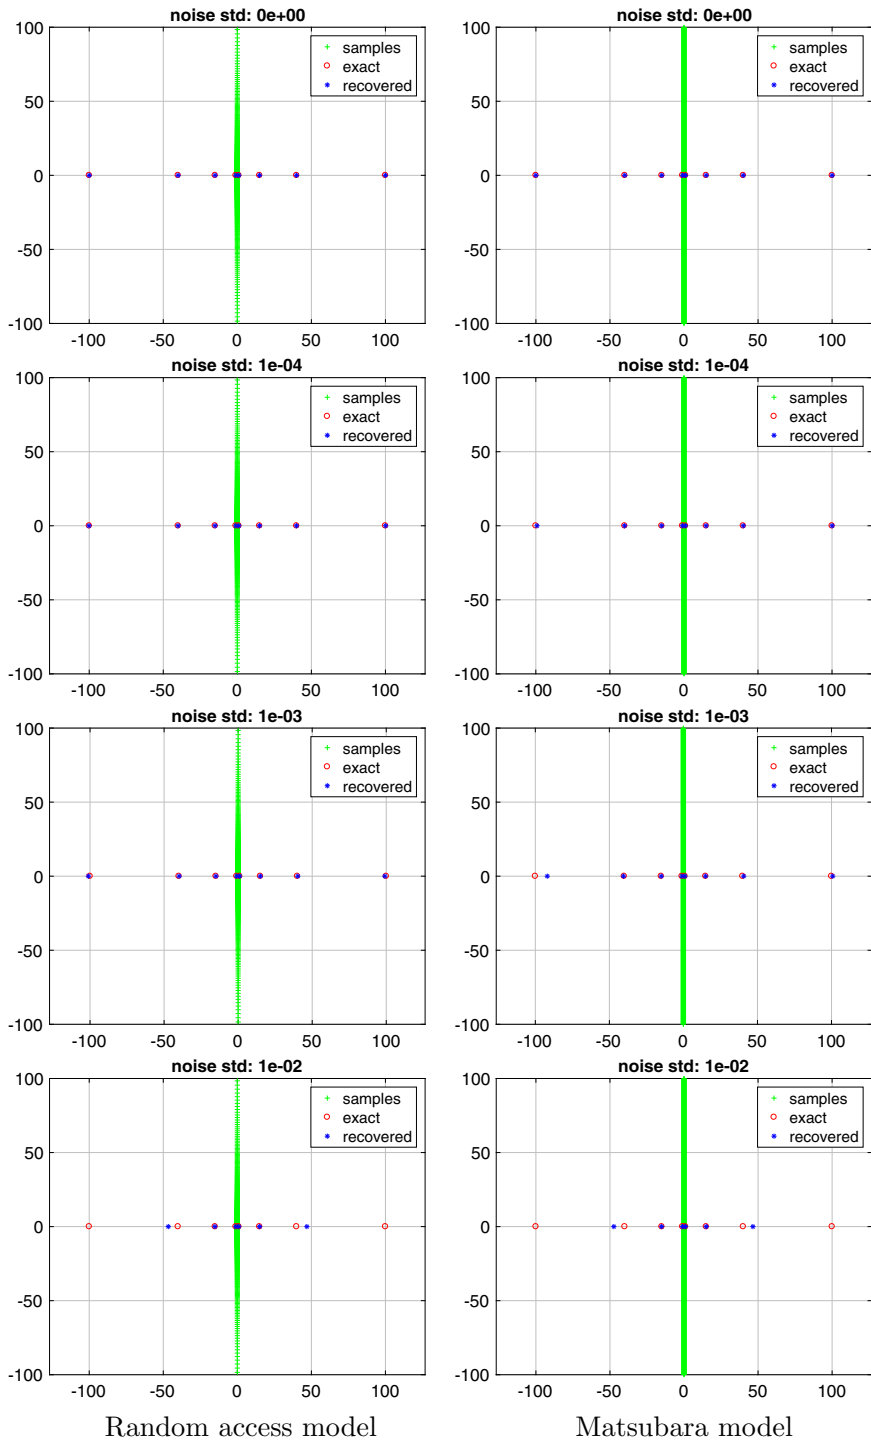 noise std: 0e+00
100
50
0
-50
-100
-100
-50
0
50
100
samples
exact
recovered
noise std: 0e+00
100
50
0
-50
-100
-100
-50
0
50
100
samples
exact
recovered
noise std: 1e-04
100
50
0
-50
-100
-100
-50
0
50
100
samples
exact
recovered
noise std: 1e-04
100
50
0
-50
-100
-100
-50
0
50
100
samples
exact
recovered
noise std: 1e-03
100
50
0
-50
-100
-100
-50
0
50
100
samples
exact
recovered
noise std: 1e-03
100
50
0
-50
-100
-100
-50
0
50
100
samples
exact
recovered
noise std: 1e-02
100
50
0
-50
-100
-100
-50
0
50
100
samples
exact
recovered
noise std: 1e-02
100
50
0
-50
-100
-100
-50
0
50
100
samples
exact
recovered
Random access model
Matsubara model